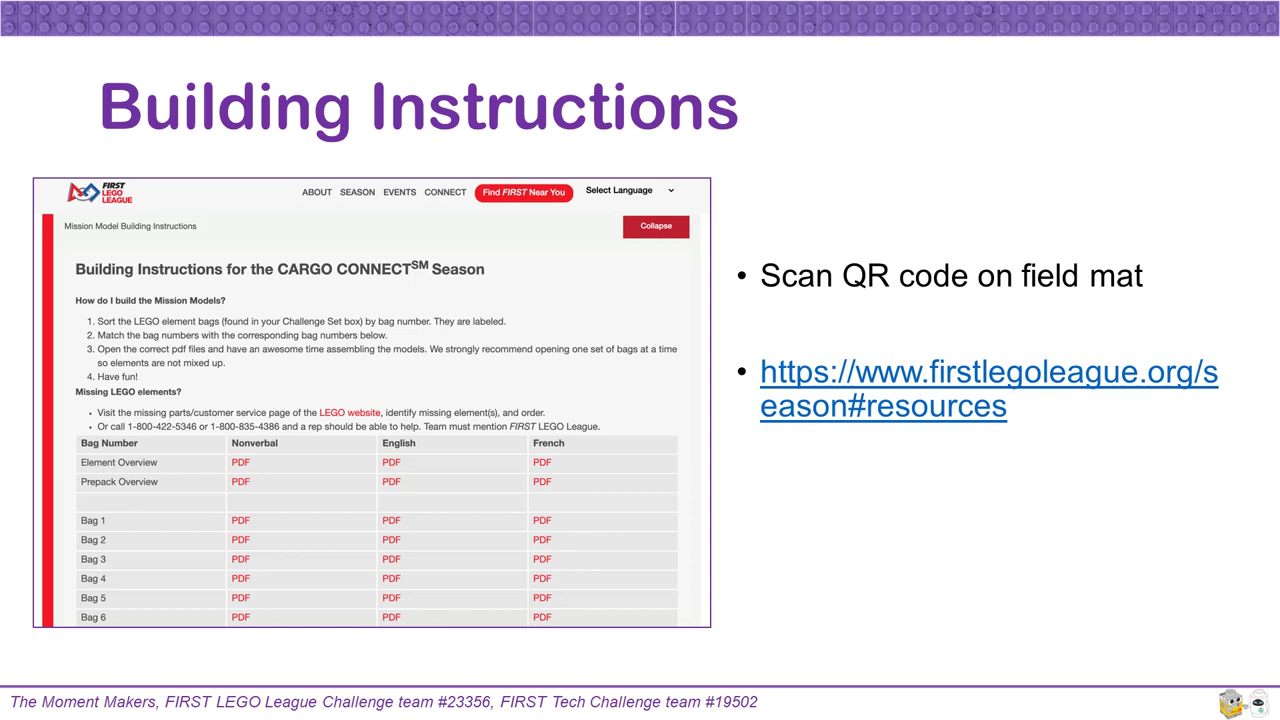 Building Instructions
FIRST
LEGO
LEAGUE
ABOUT SEASON EVENTS CONNECT Find FIRST Near You Select Language
Mission Model Building Instructions
Collapse
Building Instructions for the CARGO CONNECTSM Season
How do I build the Mission Models?
1. Sort the LEGO element bags (found in your Challenge Set box) by bag number. They are labeled.
2. Match the bag numbers with the corresponding bag numbers below.
3. Open the correct pdf files and have an awesome time assembling the models. We strongly recommend opening one set of bags at a time
so elements are not mixed up.
4. Have fun!
Missing LEGO elements?
• Visit the missing parts/customer service page of the LEGO website, identify missing element(s), and order.
• Or call 1-800-422-5346 or 1-800-835-4386 and a rep should be able to help. Team must mention FIRST LEGO League.
Bag Number Nonverbal English French
Element Overview PDF PDF PDF
Prepack Overview PDF PDF PDF
Bag 1 PDF PDF PDF
Bag 2 PDF PDF PDF
Bag 3 PDF PDF PDF
Bag 4 PDF PDF PDF
Bag 5 PDF PDF PDF
Bag 6 PDF PDF PDF
• Scan QR code on field mat
• https://www.firstlegoleague.org/s
eason#resources
The Moment Makers, FIRST LEGO League Challenge team #23356, FIRST Tech Challenge team #19502